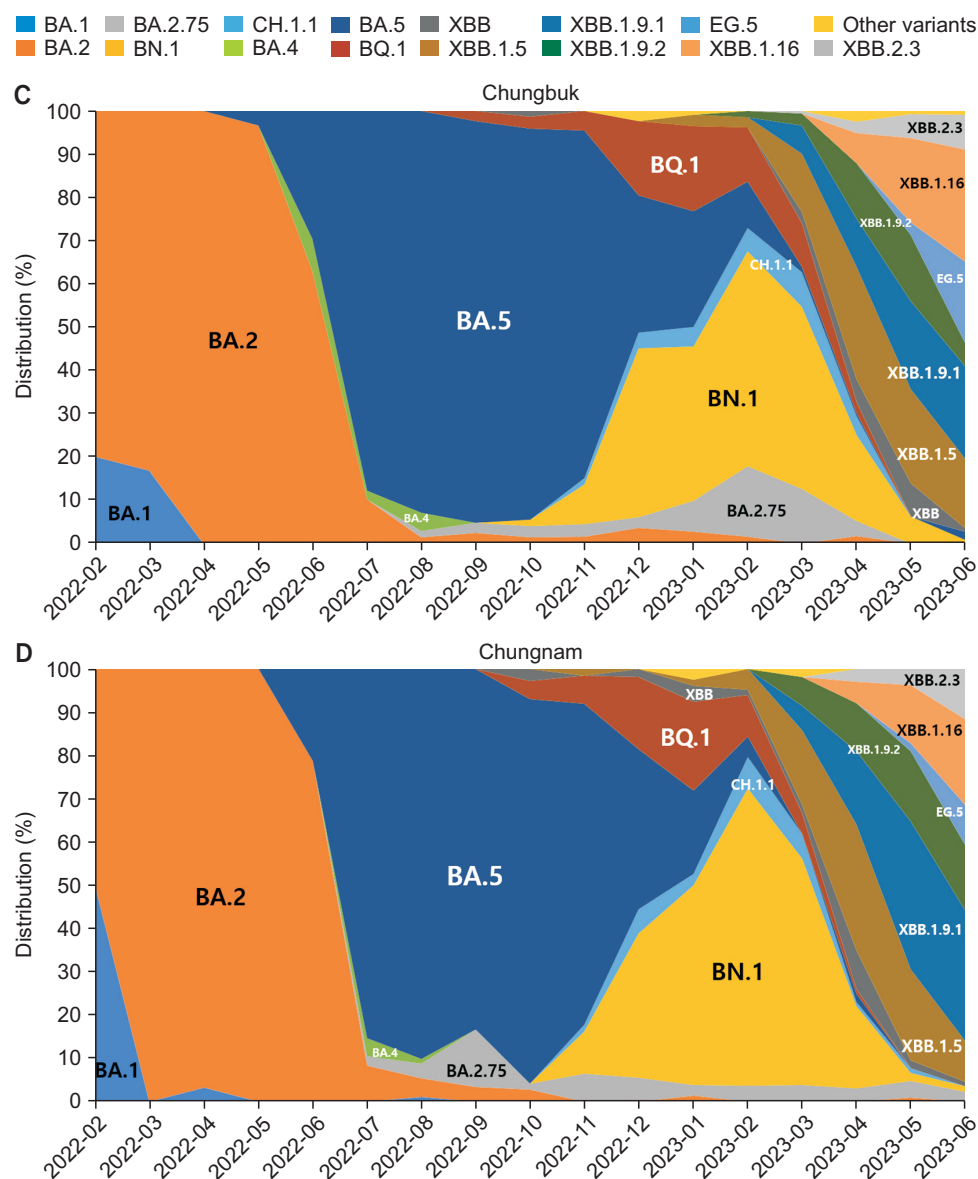 BA.1 BA.2.75 CH.1.1 BA.5 XBB XBB.1.9.1 EG.5 Other variants
BA.2 BN.1 BA.4 BQ.1 XBB.1.5 XBB.1.9.2 XBB.1.16 XBB.2.3
C Chungbuk
Distribution (%)
100
90
80
70
60
50
40
30
20
10
0
XBB.2.3
BQ.1
XBB.1.16
XBB.1.9.2
CH.1.1
EG.5
BA.2
BA.5
XBB.1.9.1
BN.1
XBB.1.5
BA.1
BA.4
BA.2.75
XBB
2022-02 2022-03 2022-04 2022-05 2022-06 2022-07 2022-08 2022-09 2022-10 2022-11 2022-12 2023-01 2023-02 2023-03 2023-04 2023-05 2023-06
D Chungnam
Distribution (%)
100
90
80
70
60
50
40
30
20
10
0
XBB.2.3
XBB
XBB.1.16
BQ.1
XBB.1.9.2
CH.1.1
EG.5
BA.2
BA.5
XBB.1.9.1
BN.1
BA.4
XBB.1.5
BA.1
BA.2.75
2022-02 2022-03 2022-04 2022-05 2022-06 2022-07 2022-08 2022-09 2022-10 2022-11 2022-12 2023-01 2023-02 2023-03 2023-04 2023-05 2023-06